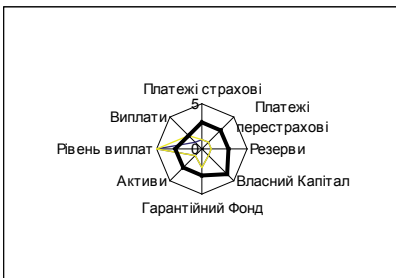 Платежі страхові
5
Платежі
перестрахові
Виплати
Рівень виплат
0
Резерви
Активи
Власний Капітал
Гарантійний Фонд